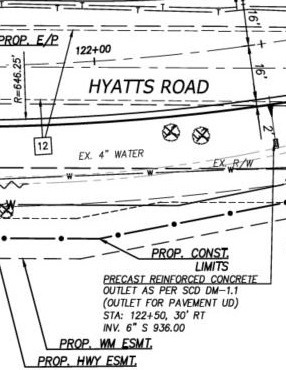 16'
PROP. E/P
122+00
R=646.25'
16'
HYATTS ROAD
2'
12
EX. 4" WATER
EX. R/W
W
W
W
W
PROP. CONST.
LIMITS
PRECAST REINFORCED CONCRETE
OUTLET AS PER SCD DM-1.1
(OUTLET FOR PAVEMENT UD)
STA: 122+50, 30' RT
INV. 6" S 936.00
PROP. WM ESMT.
PROP. HWY ESMT.